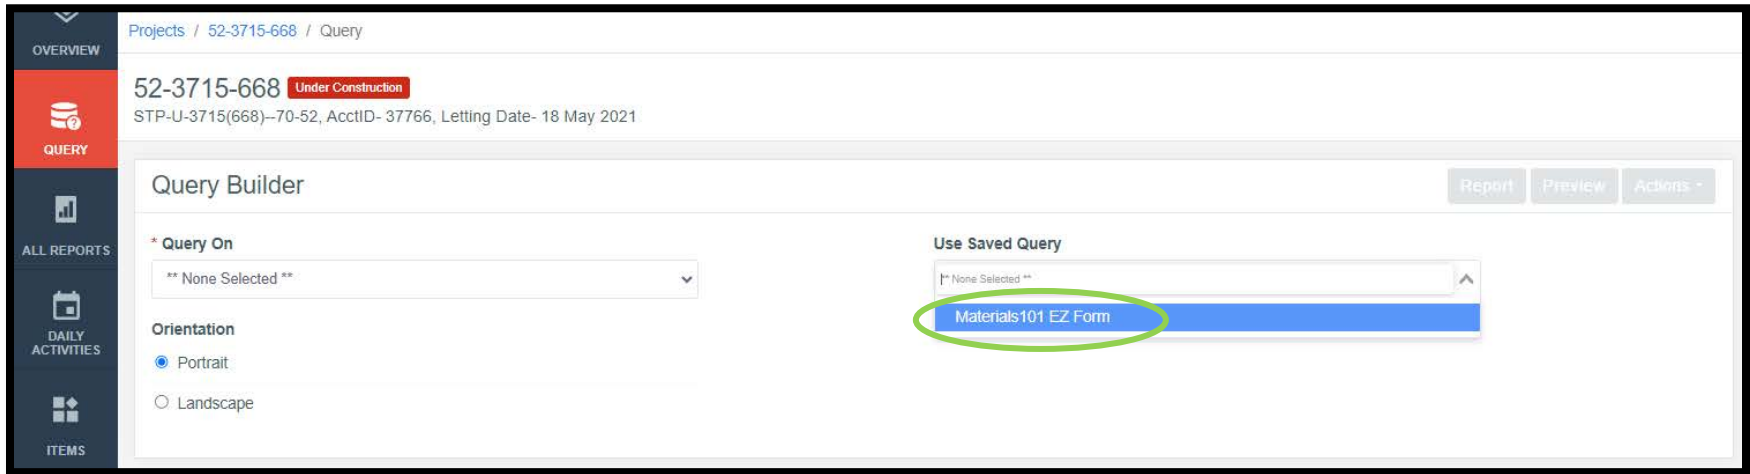 OVERVIEW
QUERY
ALL REPORTS
DAILY
ACTIVITIES
ITEMS
Projects / 52-3715-668 / Query
52-3715-668 Under Construction
STP-U-3715(668)--70-52, AcctID- 37766, Letting Date- 18 May 2021
Query Builder
Report Preview Actions
* Query On
** None Selected **
Orientation
Portrait
Landscape
Use Saved Query
** None Selected **
Materials101 EZ Form